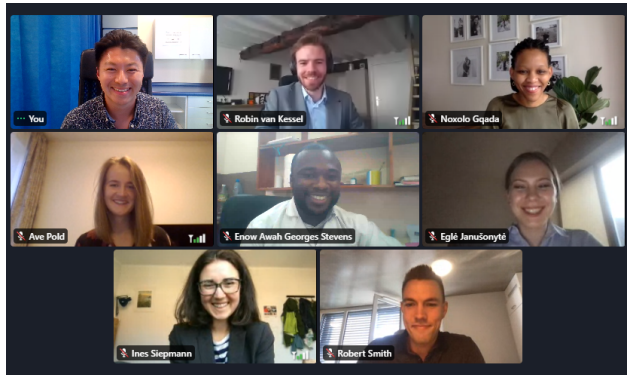 You
Robin van Kessel
Noxolo Gqada
Ave Pold
Enow Awah Georges Stevens
Eglė Janušonytė
Ines Siepmann
Robert Smith